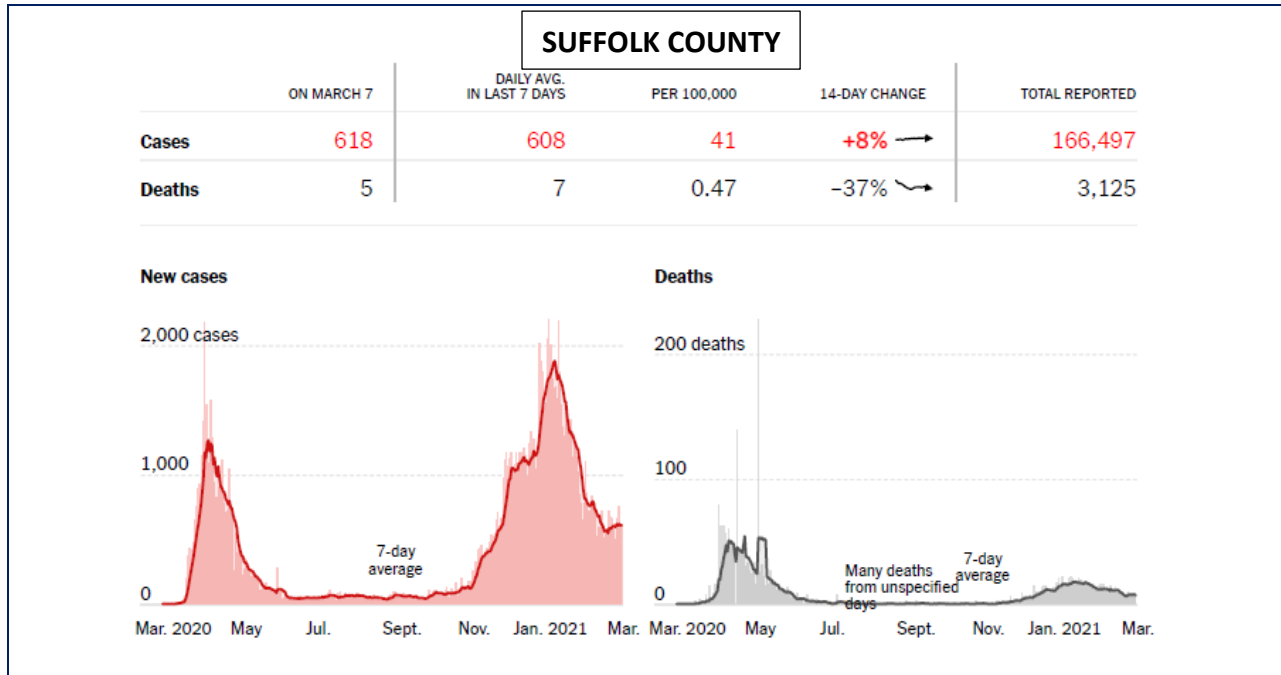 SUFFOLK COUNTY
ON MARCH 7
DAILY AVG.
IN LAST 7 DAYS
PER 100,000
14-DAY CHANGE
TOTAL REPORTED
Cases 618 608 41 +8% 166,497
Deaths 5 7 0.47 –37% 3,125
New cases
2,000 cases
1,000
7-day
average
0
Mar. 2020 May Jul. Sept. Nov. Jan. 2021 Mar.
Deaths
200 deaths
100
Many deaths
from unspecified
days
7-day
average
0
Mar. 2020 May Jul. Sept. Nov. Jan. 2021 Mar.